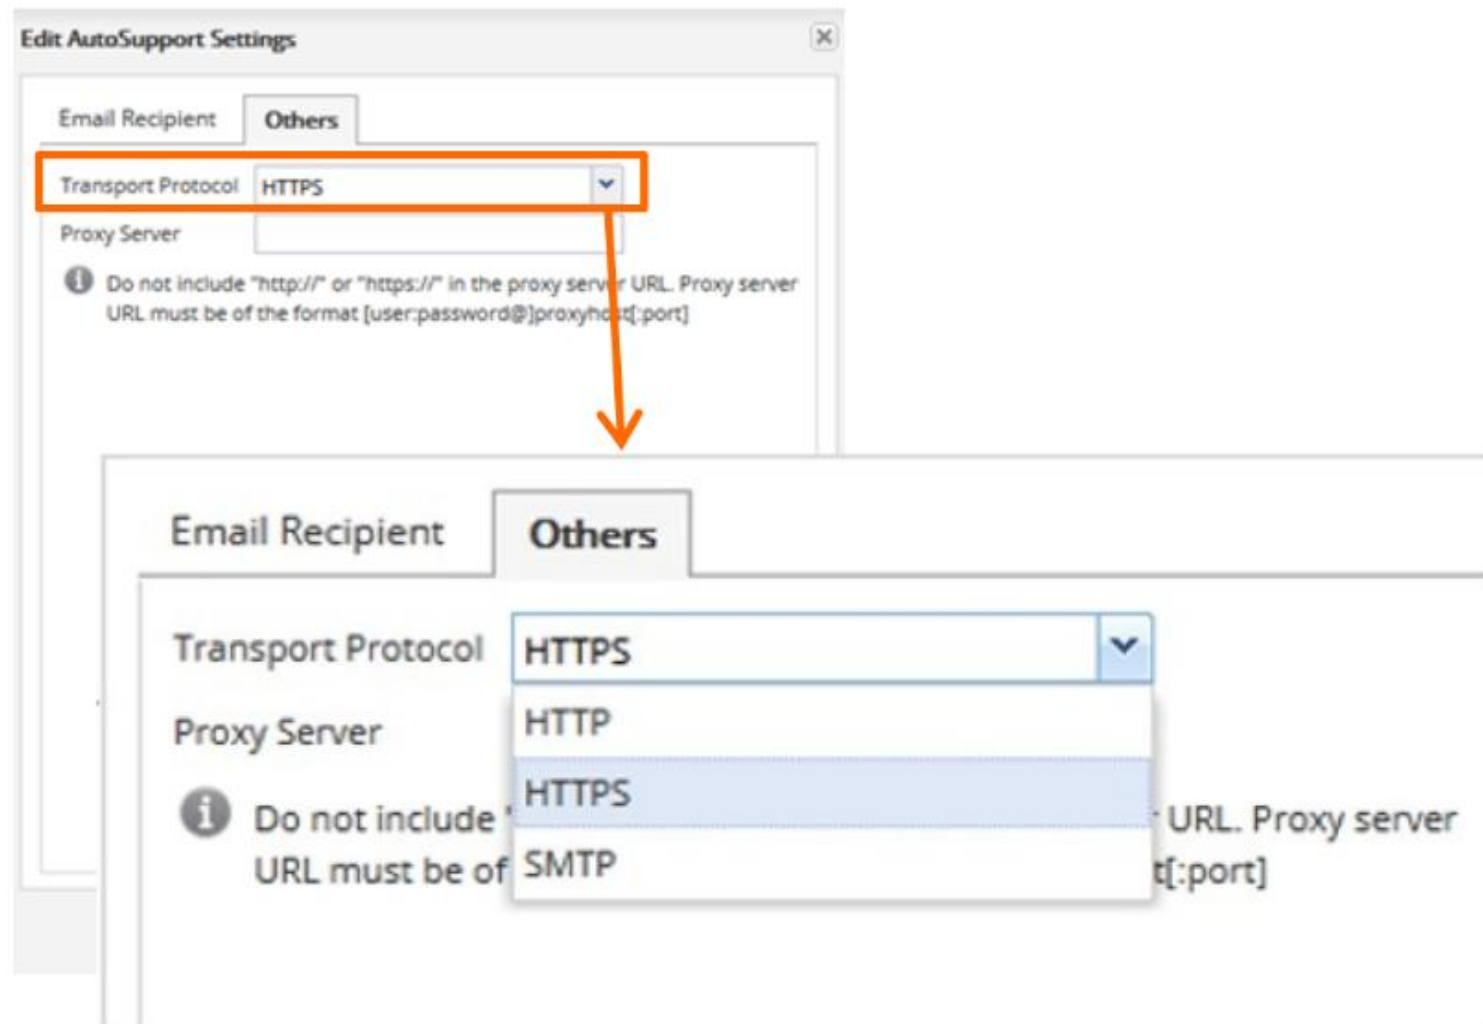 Edit AutoSupport Settings
Email Recipient Others
Transport Protocol HTTPS
Proxy Server
Do not include "http://" or "https://" in the proxy server URL. Proxy server
URL must be of the format [user:password@]proxyhost[:port]
Email Recipient Others
Transport Protocol HTTPS
HTTP
Proxy Server
HTTPS
Do not include " r URL. Proxy server
URL must be of t[:port]
SMTP